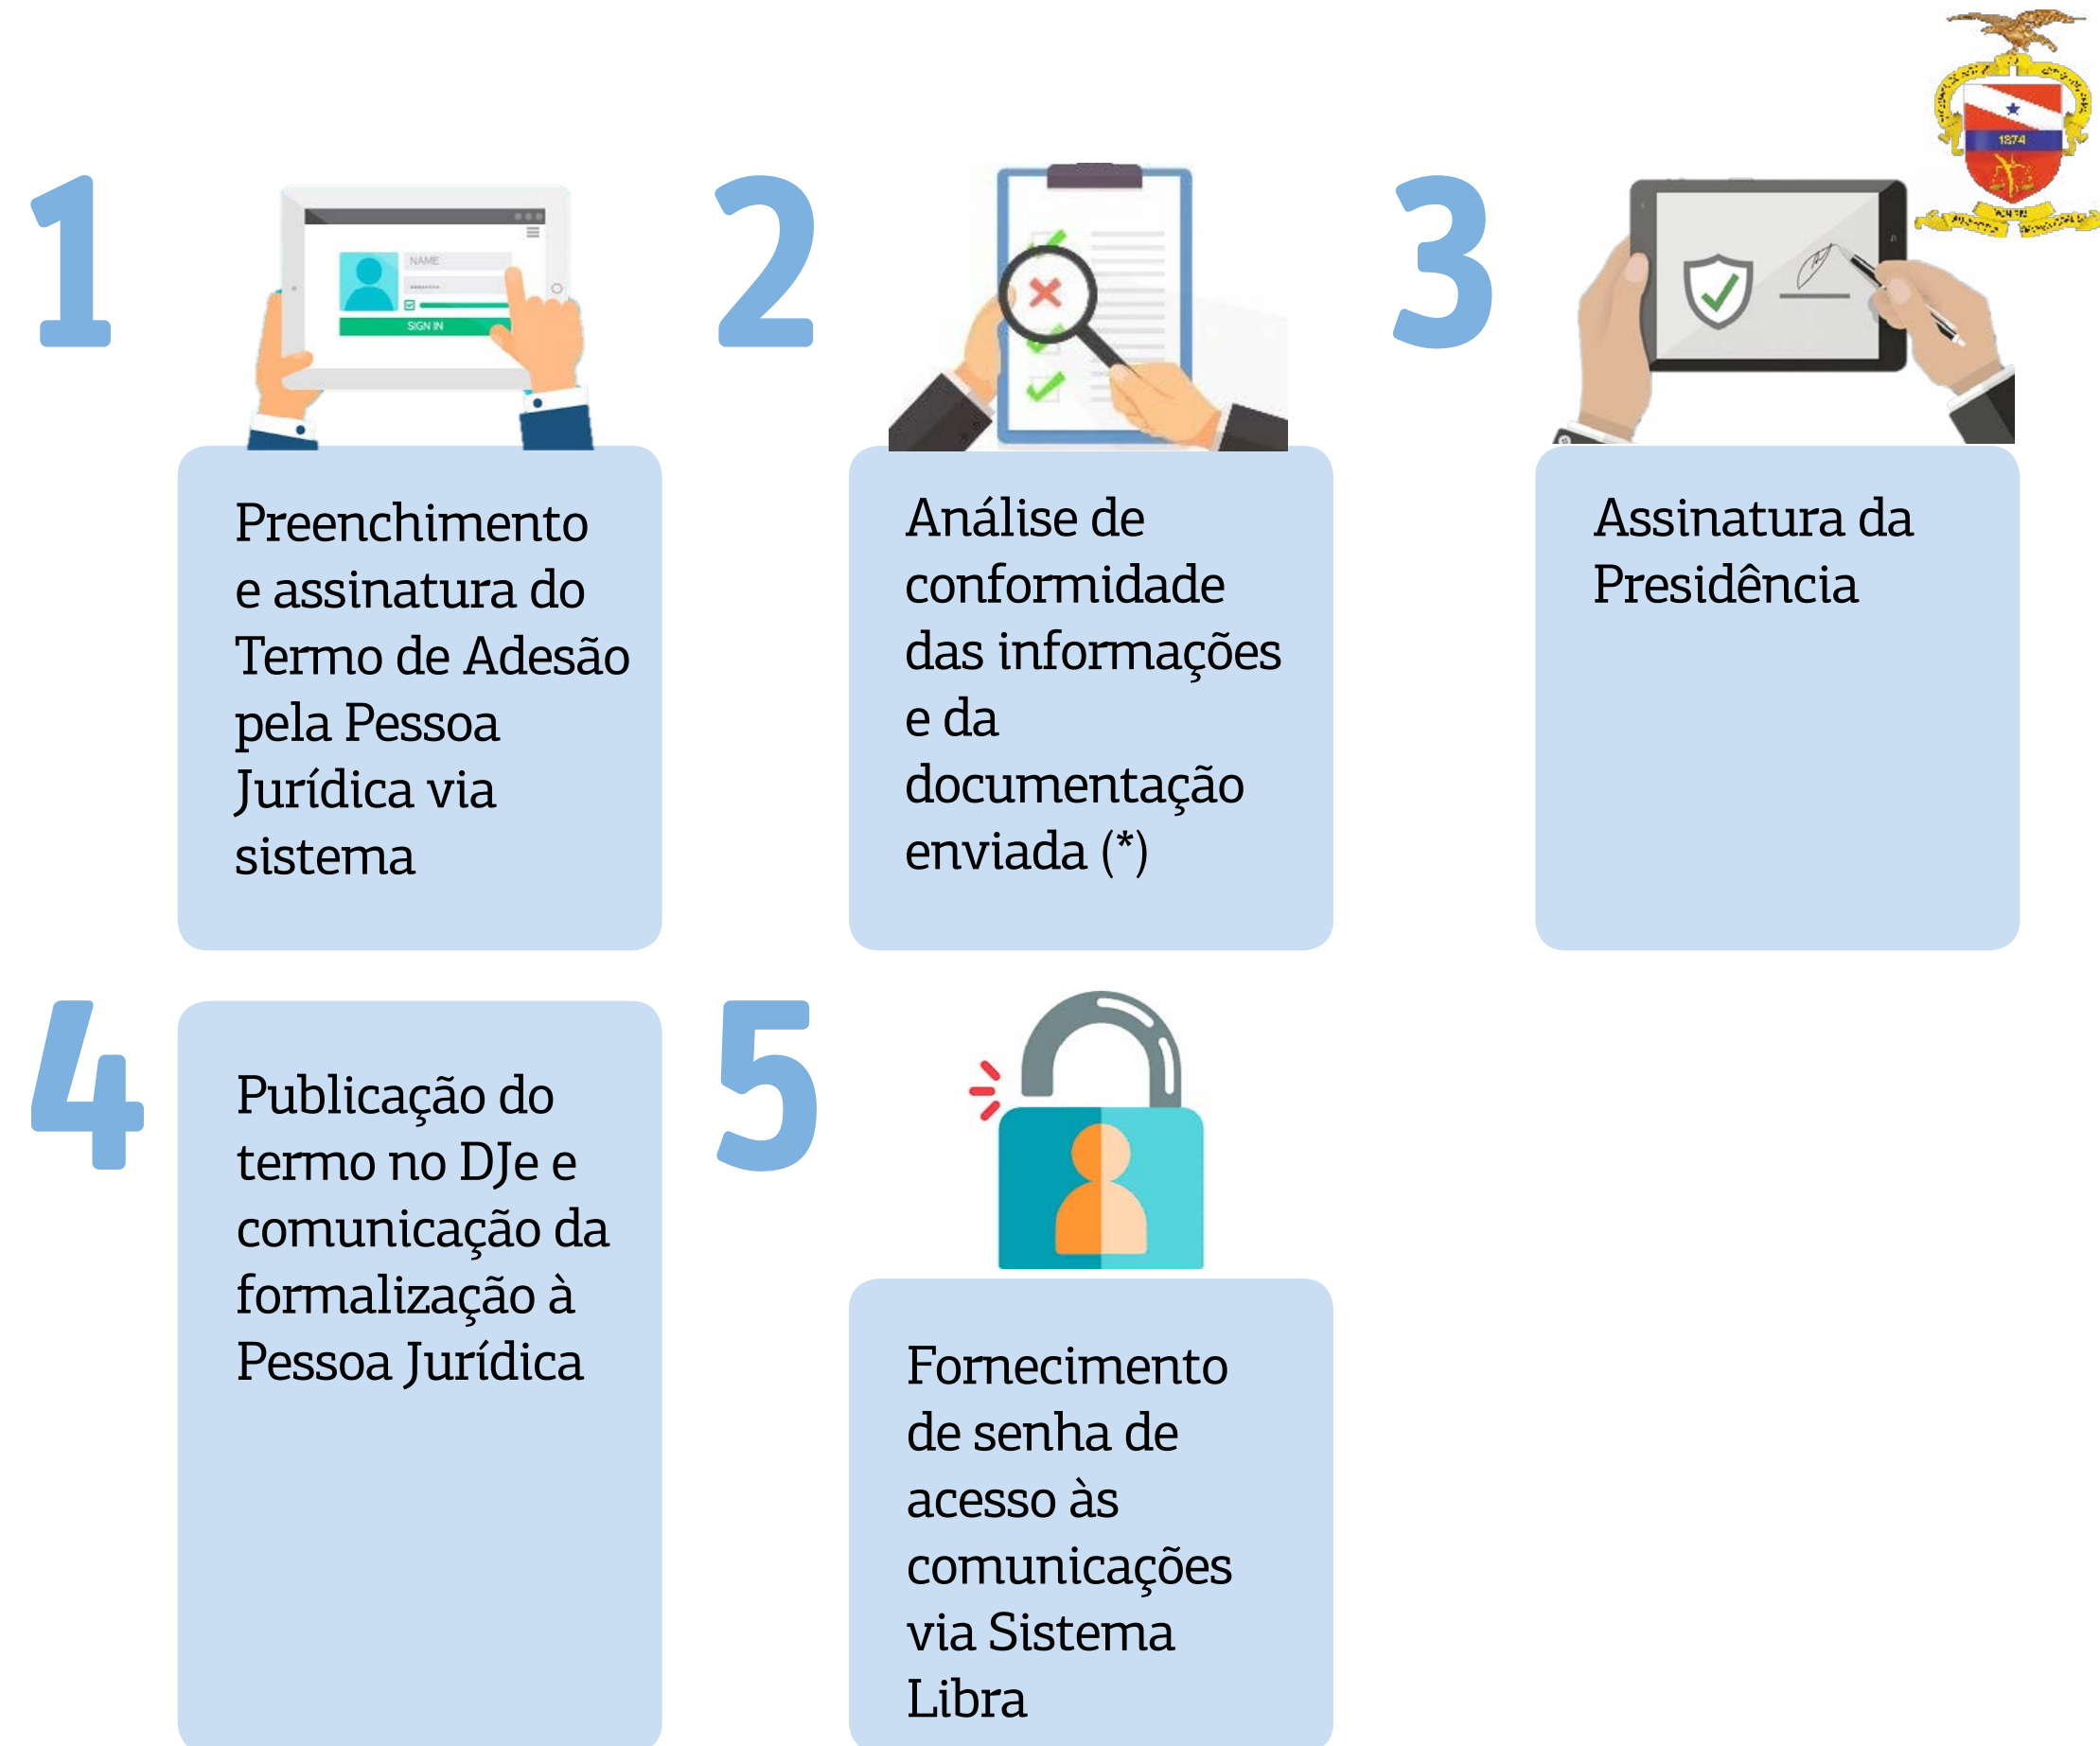 1
NAME
SIGN IN
Preenchimento
e assinatura do
Termo de Adesão
pela Pessoa
Jurídica via
sistema
2
Análise de
conformidade
das informações
e da
documentação
enviada (*)
3
1874
Assinatura da
Presidência
4
Publicação do
termo no DJe e
comunicação da
formalização à
Pessoa Jurídica
5
Fornecimento
de senha de
acesso às
comunicações
via Sistema
Libra